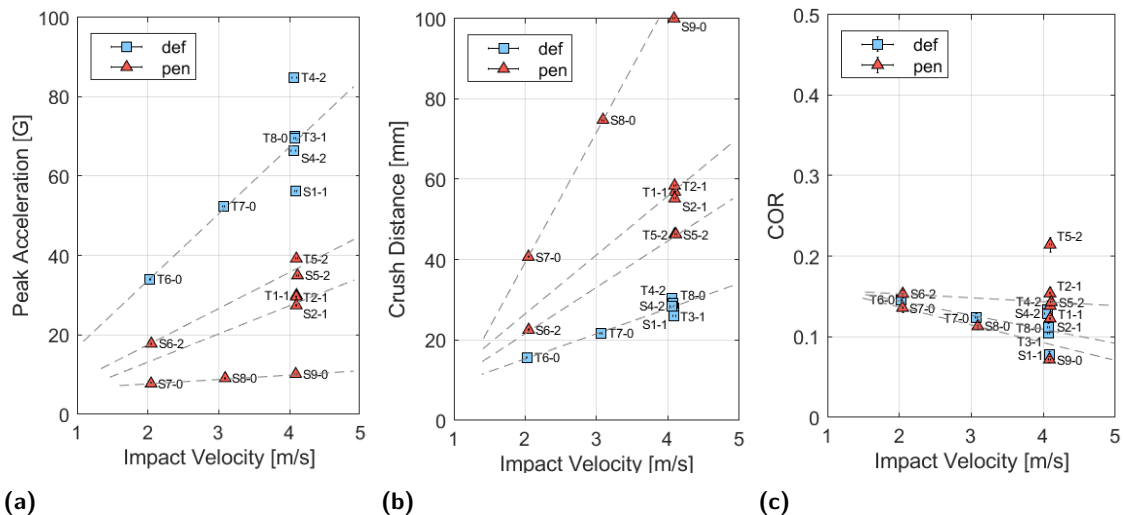 100
80
60
40
20
0
Peak Acceleration [G]
def
pen
T4-2
T8-0
T3-1
S4-2
S1-1
T7-0
T6-0
T5-2
S5-2
T1-1
T2-1
S2-1
S6-2
S7-0
S8-0
S9-0
1 2 3 4 5
Impact Velocity [m/s]
(a)
100
80
60
40
20
0
Crush Distance [mm]
def
pen
S9-0
S8-0
T2-1
T1-1
S2-1
T5-2
S5-2
S7-0
T4-2
T8-0
S4-2
T3-1
S1-1
S6-2
T7-0
T6-0
1 2 3 4 5
Impact Velocity [m/s]
(b)
0.5
0.4
0.3
0.2
0.1
0
COR
def
pen
T5-2
T2-1
S6-2
T6-0
S7-0
T4-2
S5-2
S4-2
T1-1
T7-0
S8-0
T8-0
S2-1
T3-1
S1-1
S9-0
1 2 3 4 5
Impact Velocity [m/s]
(c)